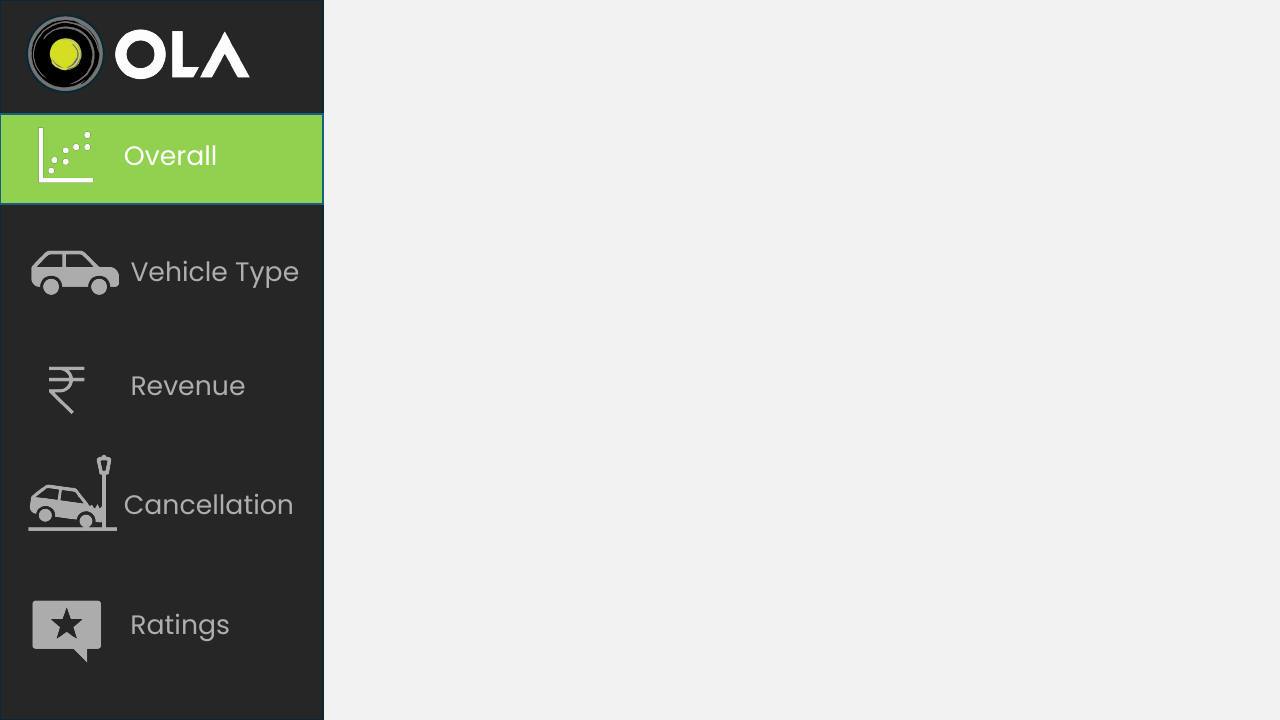 OLA
Overall
Vehicle Type
Revenue
Cancellation
Ratings